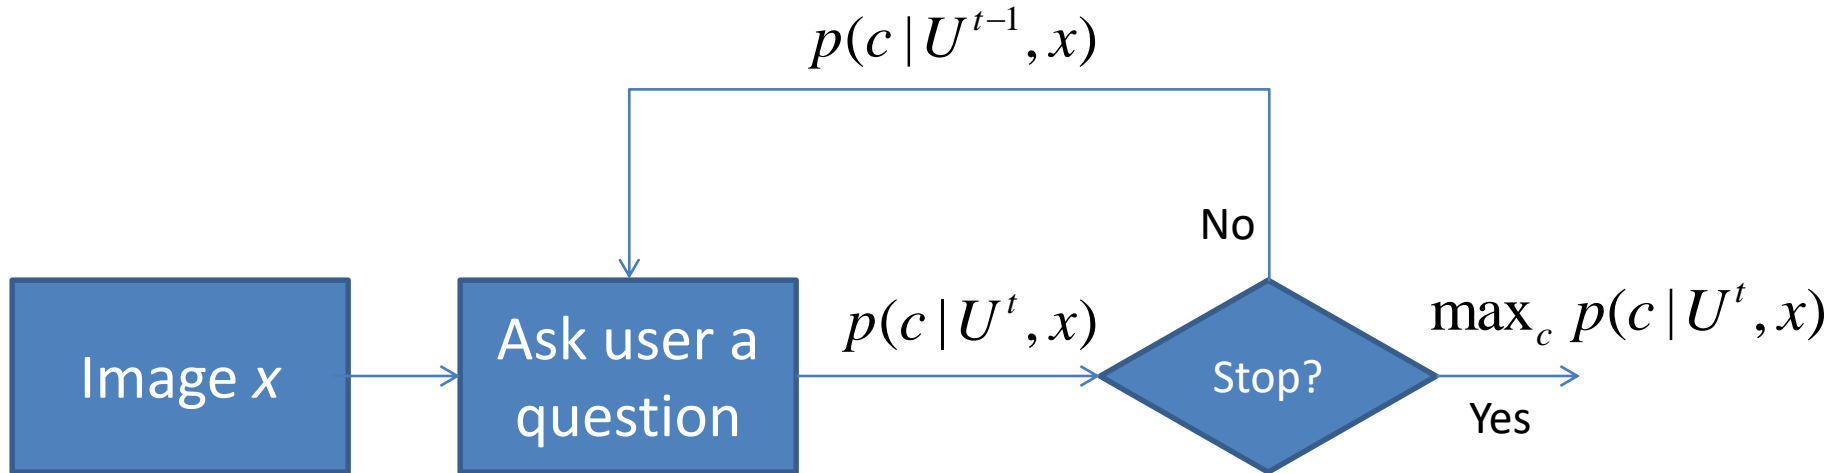 p(c | U^{t-1}, x)
No
Image x
Ask user a
question
p(c | U^t, x)
Stop?
max_c p(c | U^t, x)
Yes